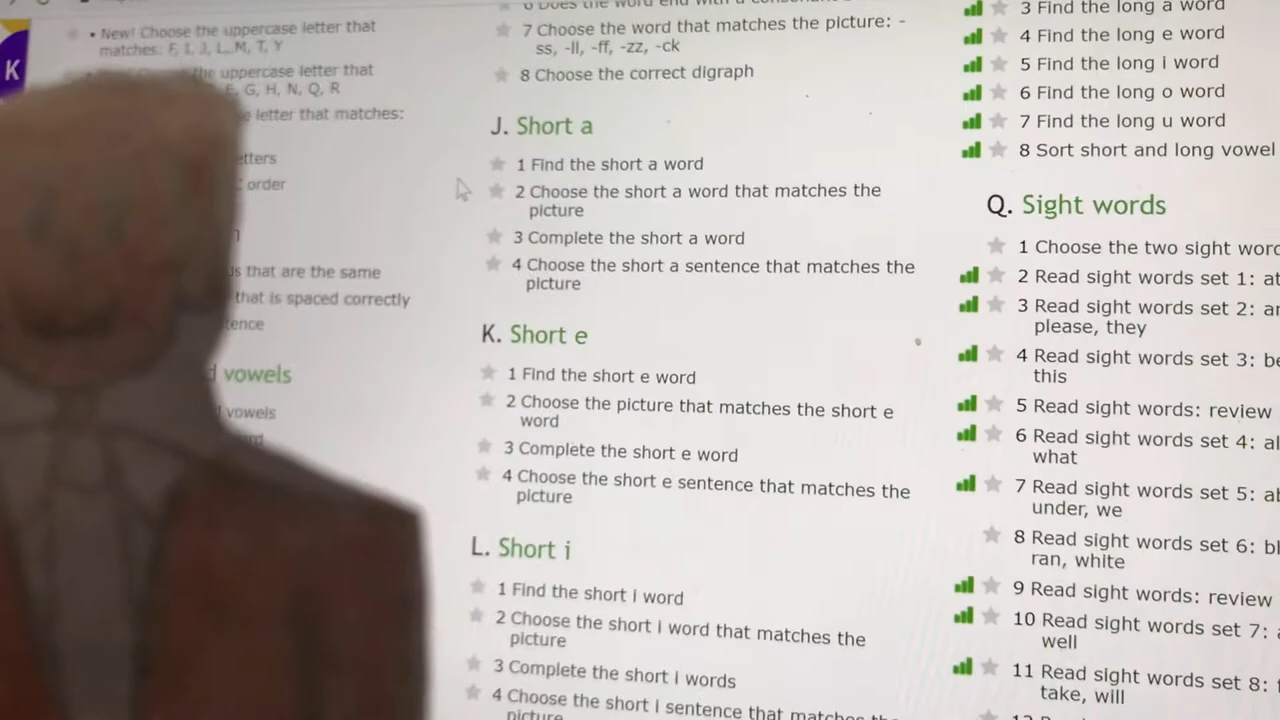 K
• New! Choose the uppercase letter that
matches: F, I, J, L, M, T, Y
the uppercase letter that
G, H, N, Q, R
letter that matches:
order
that are the same
that is spaced correctly
vowels
vowels
7 Choose the word that matches the picture: -
ss, -ll, -ff, -zz, -ck
8 Choose the correct digraph
J. Short a
1 Find the short a word
2 Choose the short a word that matches the
picture
3 Complete the short a word
4 Choose the short a sentence that matches the
picture
K. Short e
1 Find the short e word
2 Choose the picture that matches the short e
word
3 Complete the short e word
4 Choose the short e sentence that matches the
picture
L. Short i
1 Find the short i word
2 Choose the short i word that matches the
picture
3 Complete the short i words
4 Choose the short i sentence that matches the
picture
3 Find the long a word
4 Find the long e word
5 Find the long i word
6 Find the long o word
7 Find the long u word
8 Sort short and long vowel
Q. Sight words
1 Choose the two sight
2 Read sight words set 1:
3 Read sight words set 2:
please, they
4 Read sight words set 3:
this
5 Read sight words: review
6 Read sight words set 4:
what
7 Read sight words set 5:
under, we
8 Read sight words set 6:
ran, white
9 Read sight words: review
10 Read sight words set 7:
well
11 Read sight words set 8:
take, will